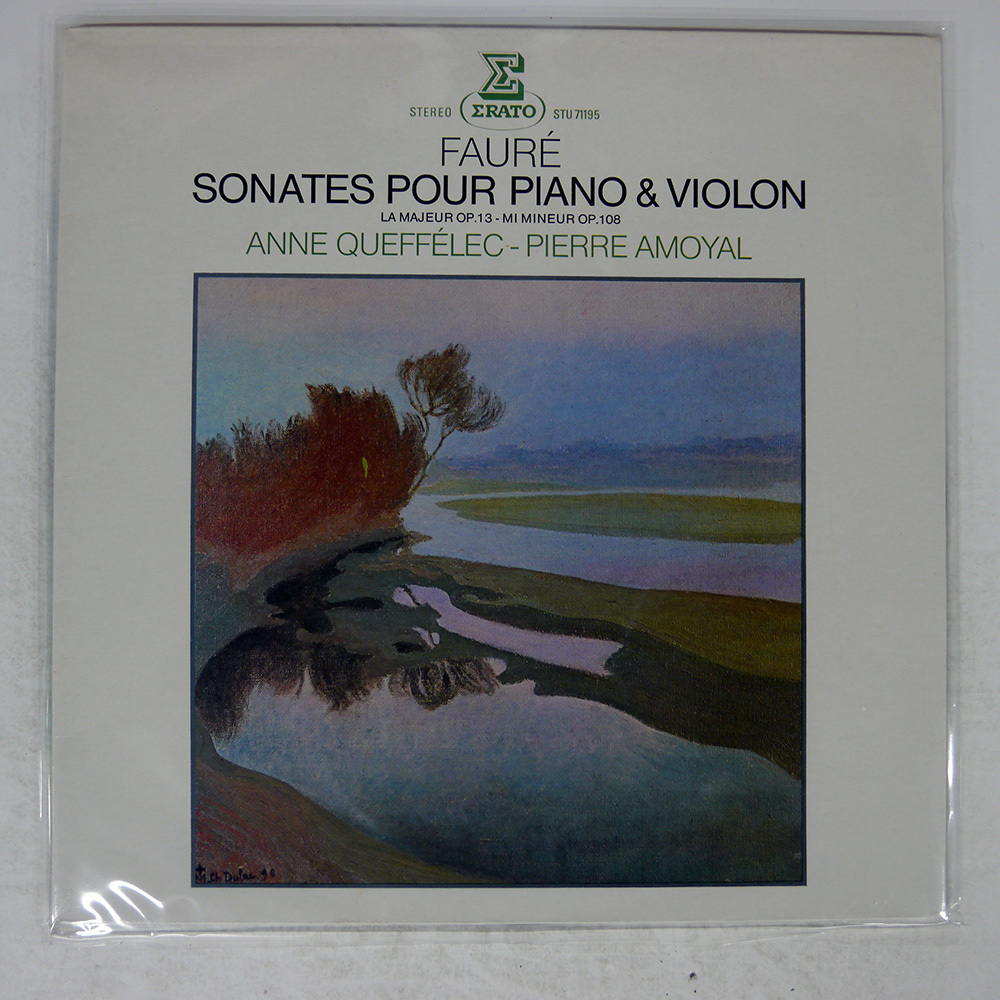 STEREO ΣRATO STU 71195
FAURÉ
SONATES POUR PIANO & VIOLON
LA MAJEUR OP.13 - MI MINEUR OP.108
ANNE QUEFFÉLEC - PIERRE AMOYAL